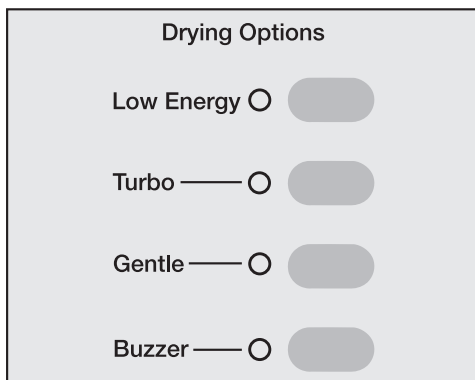 Drying Options
Low Energy
Turbo
Gentle
Buzzer